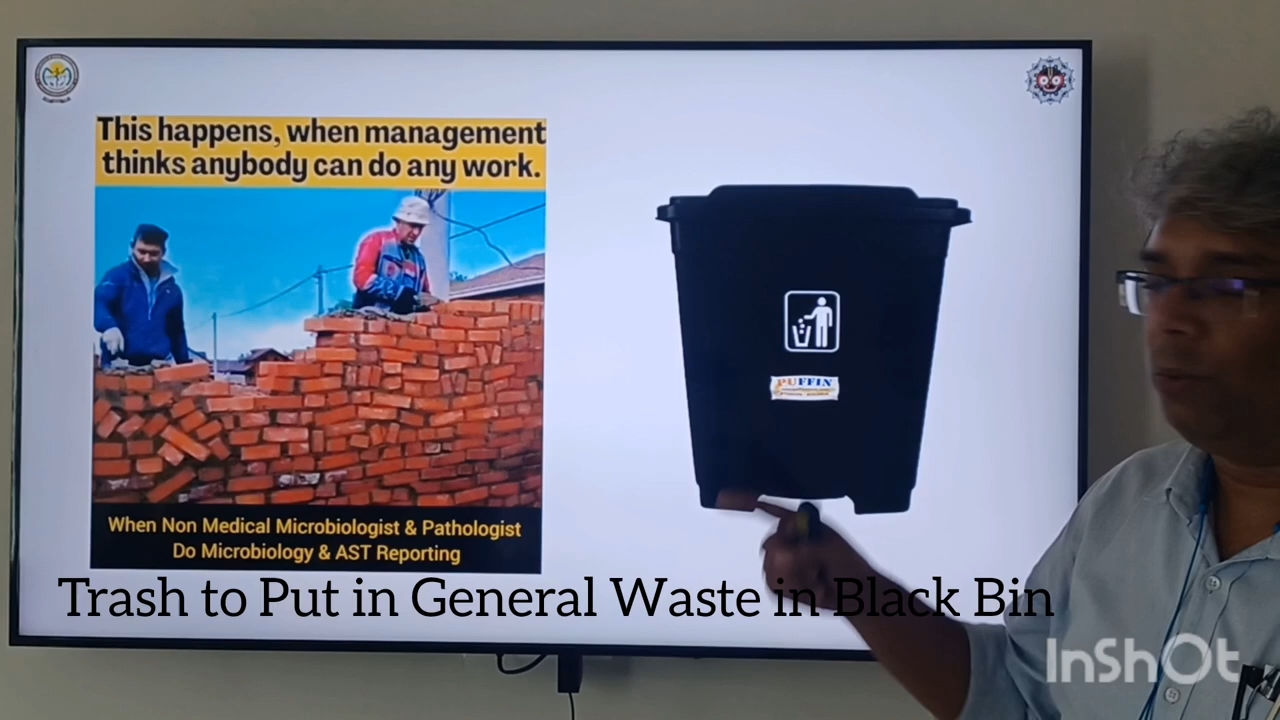 This happens, when management
thinks anybody can do any work.
PUFFIN
When Non Medical Microbiologist & Pathologist
Do Microbiology & AST Reporting
Trash to Put in General Waste in Black Bin
InShOt